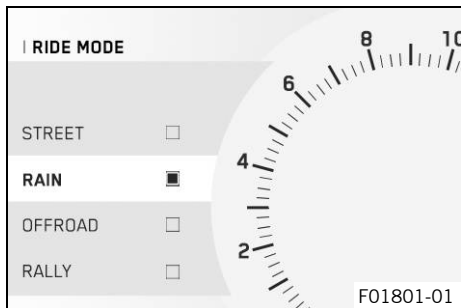 RIDE MODE
STREET
RAIN
OFFROAD
RALLY
2
4
6
8
10
F01801-01